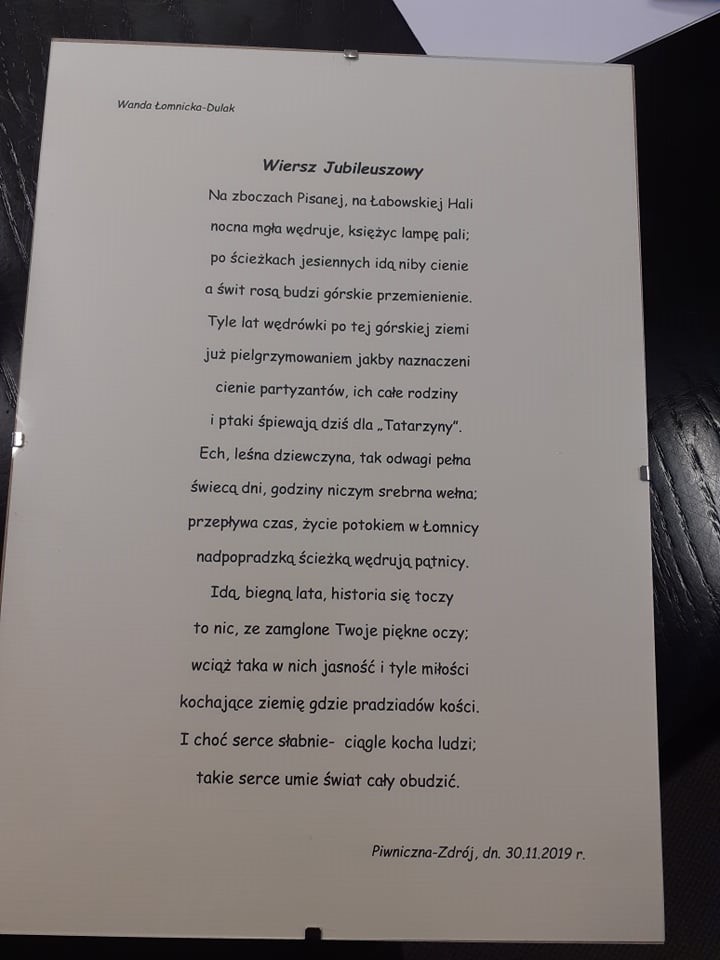 Wanda Łomnicka-Dulak
Wiersz Jubileuszowy
Na zboczach Pisanej, na Łabowskiej Hali
nocna mgła wędruje, księżyc lampę pali;
po ścieżkach jesiennych idą niby cienie
a świt rosą budzi górskie przemienienie.
Tyle lat wędrówki po tej górskiej ziemi
już pielgrzymowaniem jakby naznaczeni
cienie partyzantów, ich całe rodziny
i ptaki śpiewają dziś dla „Tatarzyny”.
Ech, leśna dziewczyna, tak odwagi pełna
świecą dni, godziny niczym srebrna wełna;
przepływa czas, życie potokiem w Łomnicy
nadpopradzką ścieżką wędrują pątnicy.
Idą, biegną lata, historia się toczy
to nic, ze zamglone Twoje piękne oczy;
wciąż taka w nich jasność i tyle miłości
kochające ziemię gdzie pradziadów kości.
I choć serce słabnie- ciągle kocha ludzi;
takie serce umie świat cały obudzić.
Piwniczna-Zdrój, dn. 30.11.2019 r.